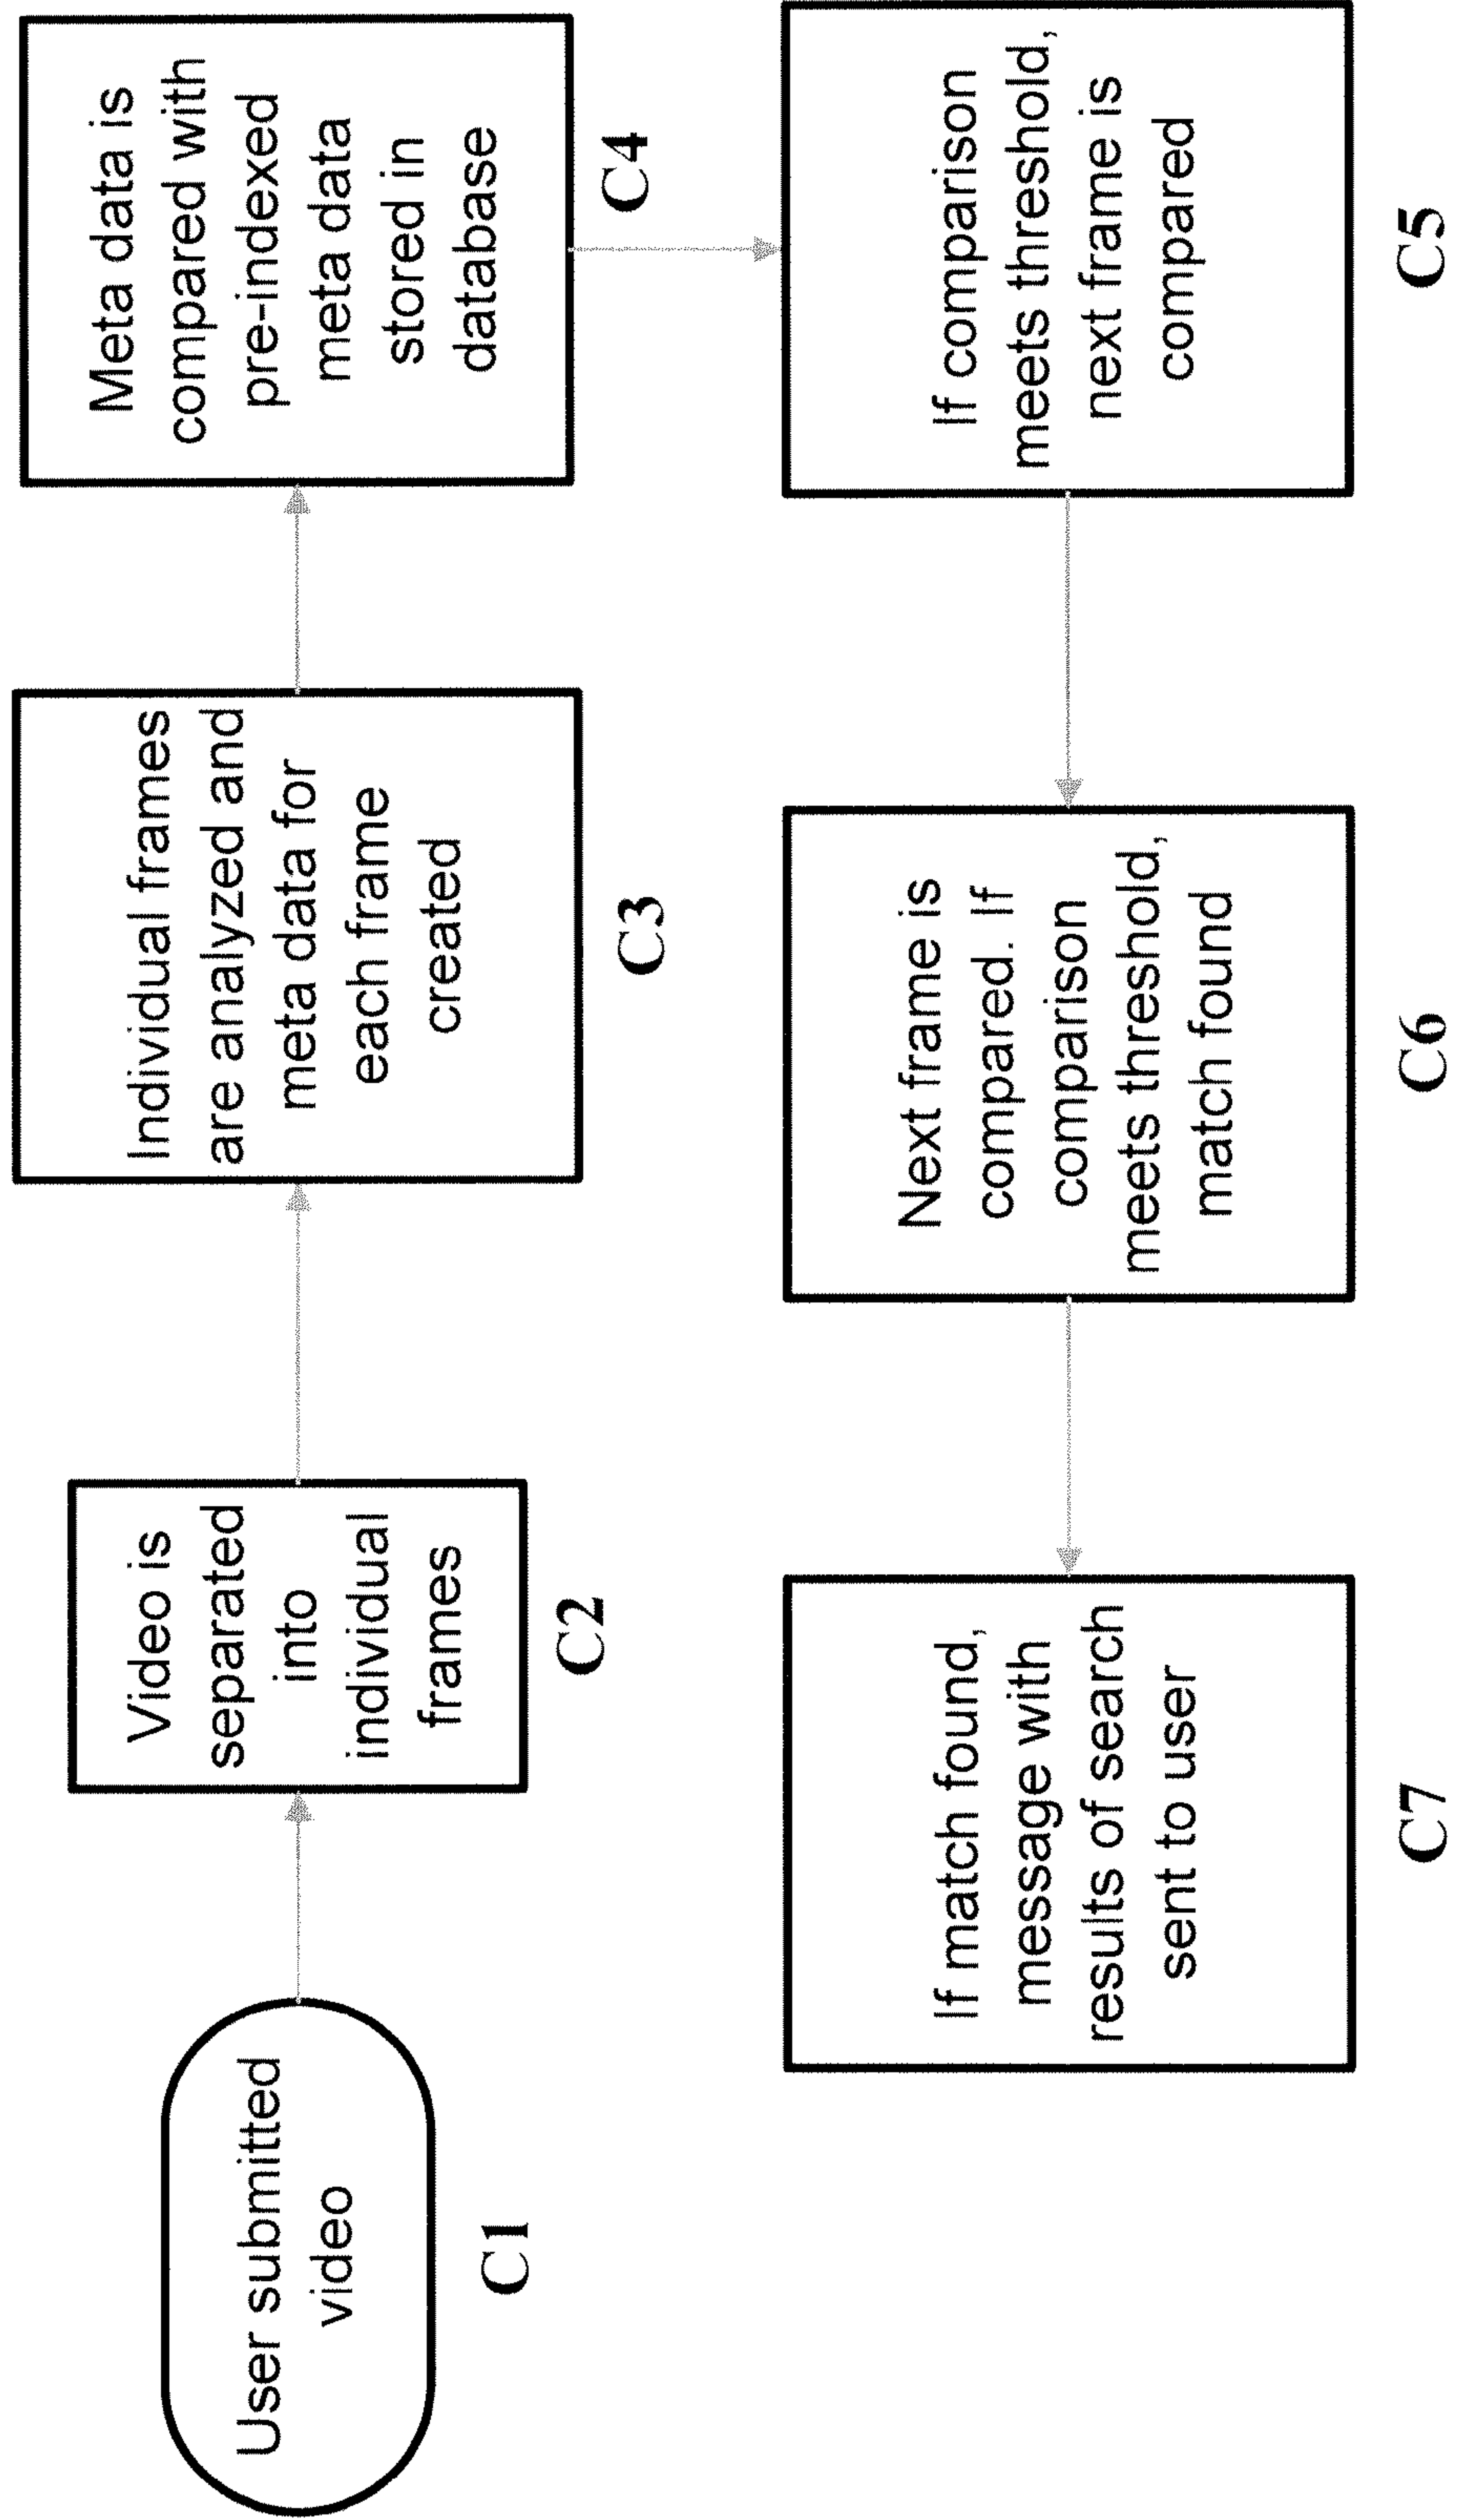 User submitted
video
C1
Video is
separated
into
individual
frames
C2
Individual frames
are analyzed and
meta data for
each frame
created
C3
Meta data is
compared with
pre-indexed
meta data
stored in
database
C4
If comparison
meets threshold,
next frame is
compared
C5
Next frame is
compared. If
comparison
meets threshold,
match found
C6
If match found,
message with
results of search
sent to user
C7